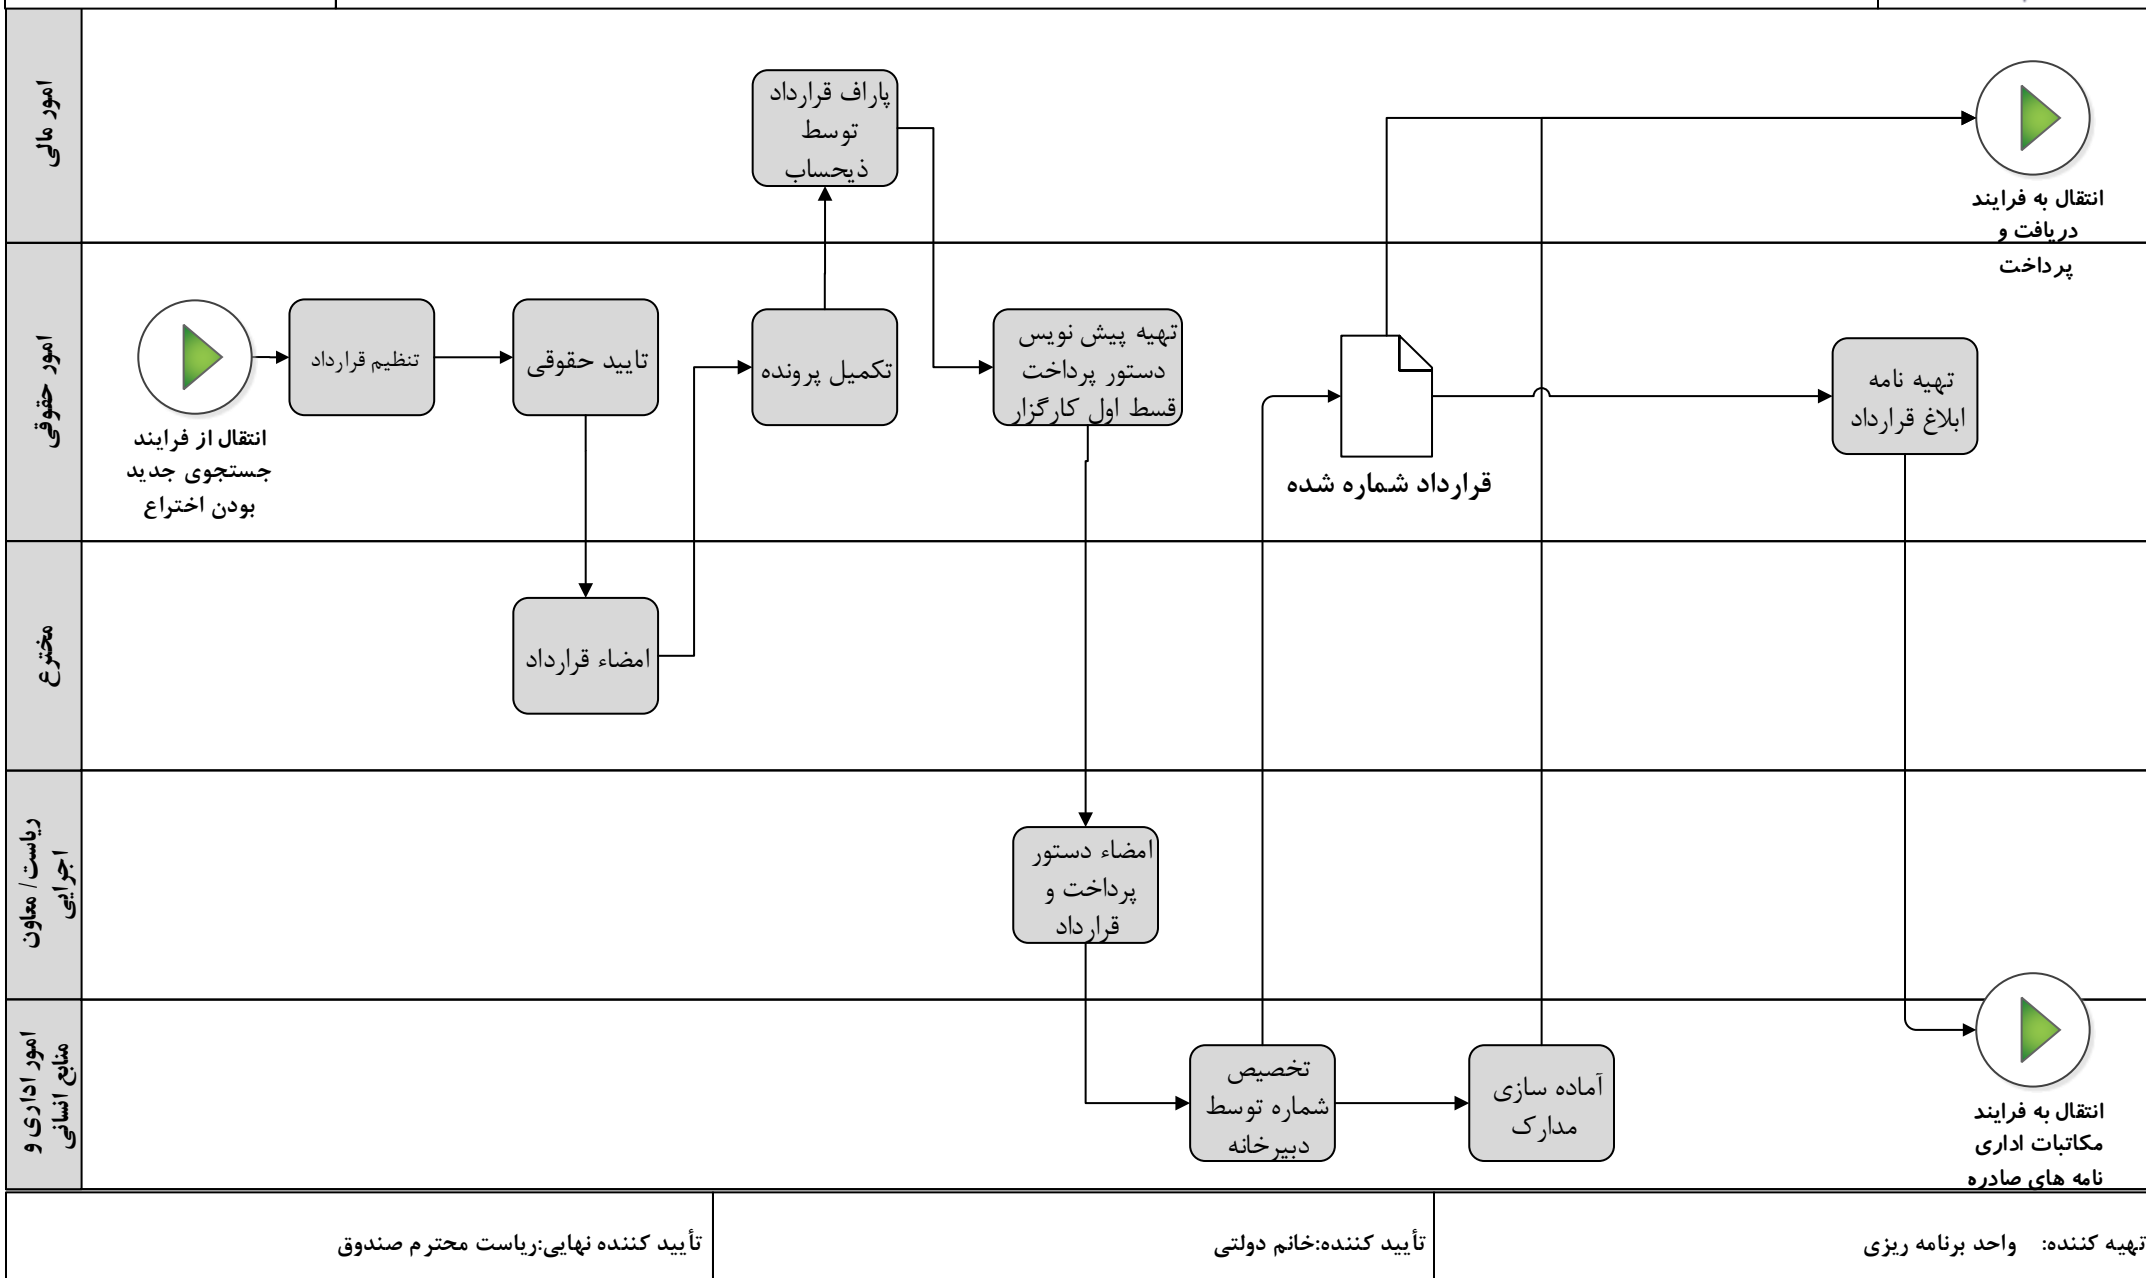 امور مالی
پاراف قرارداد
توسط
ذیحساب
انتقال به فرایند
دریافت و
پرداخت
امور حقوقی
انتقال از فرایند
جستجوی جدید
بودن اختراع
تنظیم قرارداد
تایید حقوقی
تکمیل پرونده
تهیه پیش نویس
دستور پرداخت
قسط اول کارگزار
قرارداد شماره شده
تهیه نامه
ابلاغ قرارداد
مخترع
امضاء قرارداد
ریاست/ معاون
اجرایی
امضاء دستور
پرداخت و
قرارداد
امور اداری و
منابع انسانی
تخصیص
شماره توسط
دبیرخانه
آماده سازی
مدارک
انتقال به فرایند
مکاتبات اداری
نامه های صادره
تهیه کننده: واحد برنامه ریزی
تأیید کننده:خانم دولتی
تأیید کننده نهایی:ریاست محترم صندوق